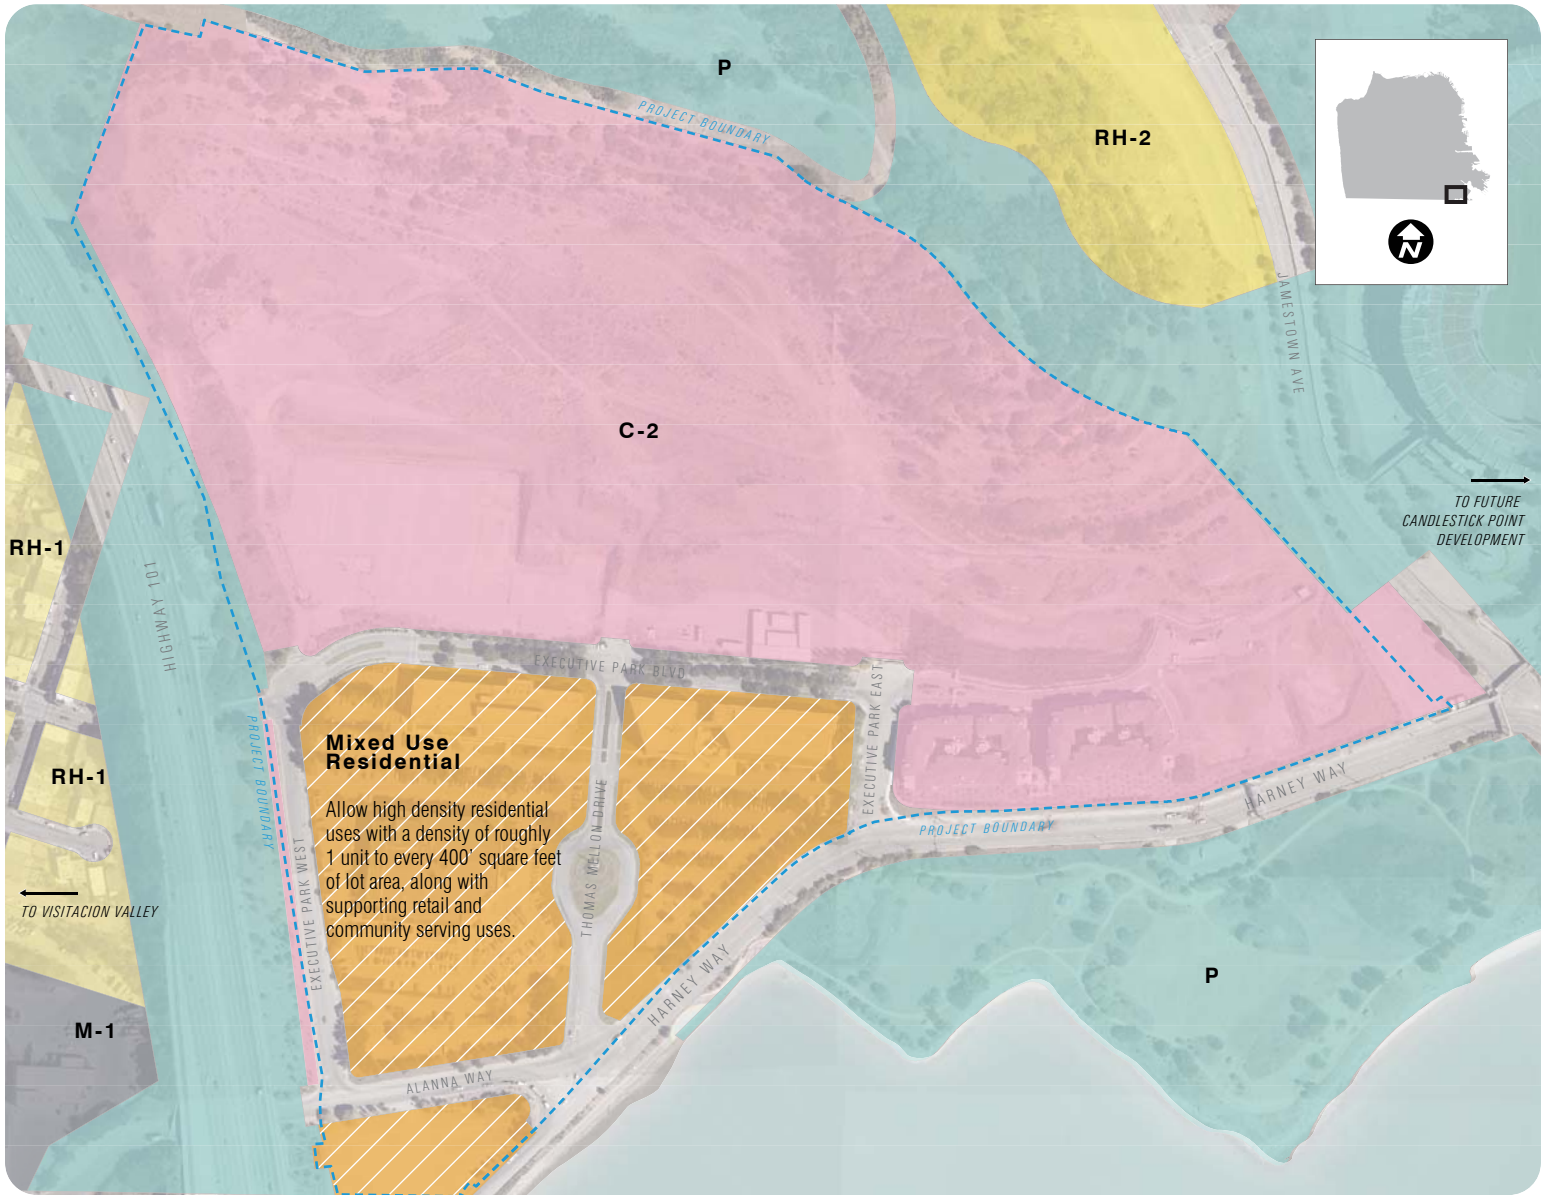 P
PROJECT BOUNDARY
RH-2
N
JAMESTOWN AVE
C-2
TO FUTURE
CANDLESTICK POINT
DEVELOPMENT
RH-1
HIGHWAY 101
EXECUTIVE PARK BLVD
EXECUTIVE PARK EAST
PROJECT BOUNDARY
Mixed Use
Residential
Allow high density residential
uses with a density of roughly
1 unit to every 400' square feet
of lot area, along with
supporting retail and
community serving uses.
RH-1
THOMAS MELLON DRIVE
HARNEY WAY
PROJECT BOUNDARY
EXECUTIVE PARK WEST
TO VISITACION VALLEY
HARNEY WAY
P
M-1
ALANNA WAY